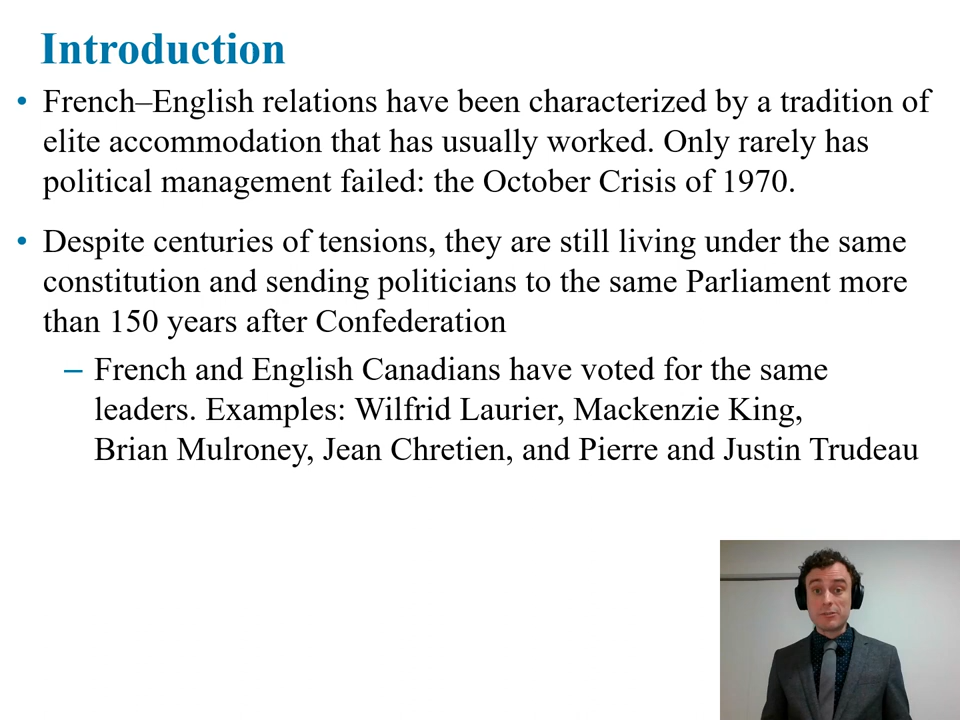 Introduction
• French–English relations have been characterized by a tradition of
elite accommodation that has usually worked. Only rarely has
political management failed: the October Crisis of 1970.
• Despite centuries of tensions, they are still living under the same
constitution and sending politicians to the same Parliament more
than 150 years after Confederation
– French and English Canadians have voted for the same
leaders. Examples: Wilfrid Laurier, Mackenzie King,
Brian Mulroney, Jean Chretien, and Pierre and Justin Trudeau